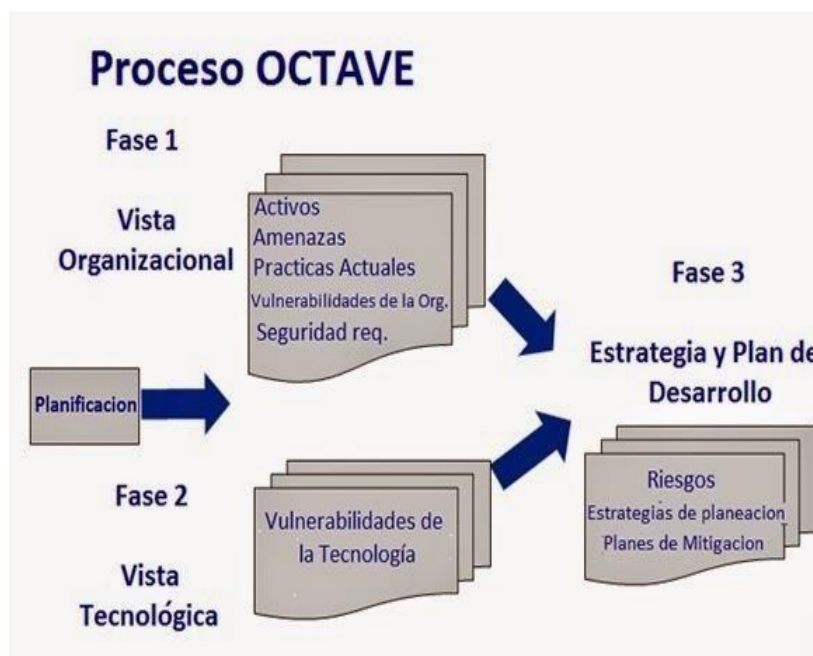 Proceso OCTAVE
Fase 1
Vista
Organizacional
Activos
Amenazas
Practicas Actuales
Vulnerabilidades de la Org.
Seguridad req.
Planificacion
Fase 2
Vista
Tecnológica
Vulnerabilidades de
la Tecnología
Fase 3
Estrategia y Plan de
Desarrollo
Riesgos
Estrategias de planeacion
Planes de Mitigacion